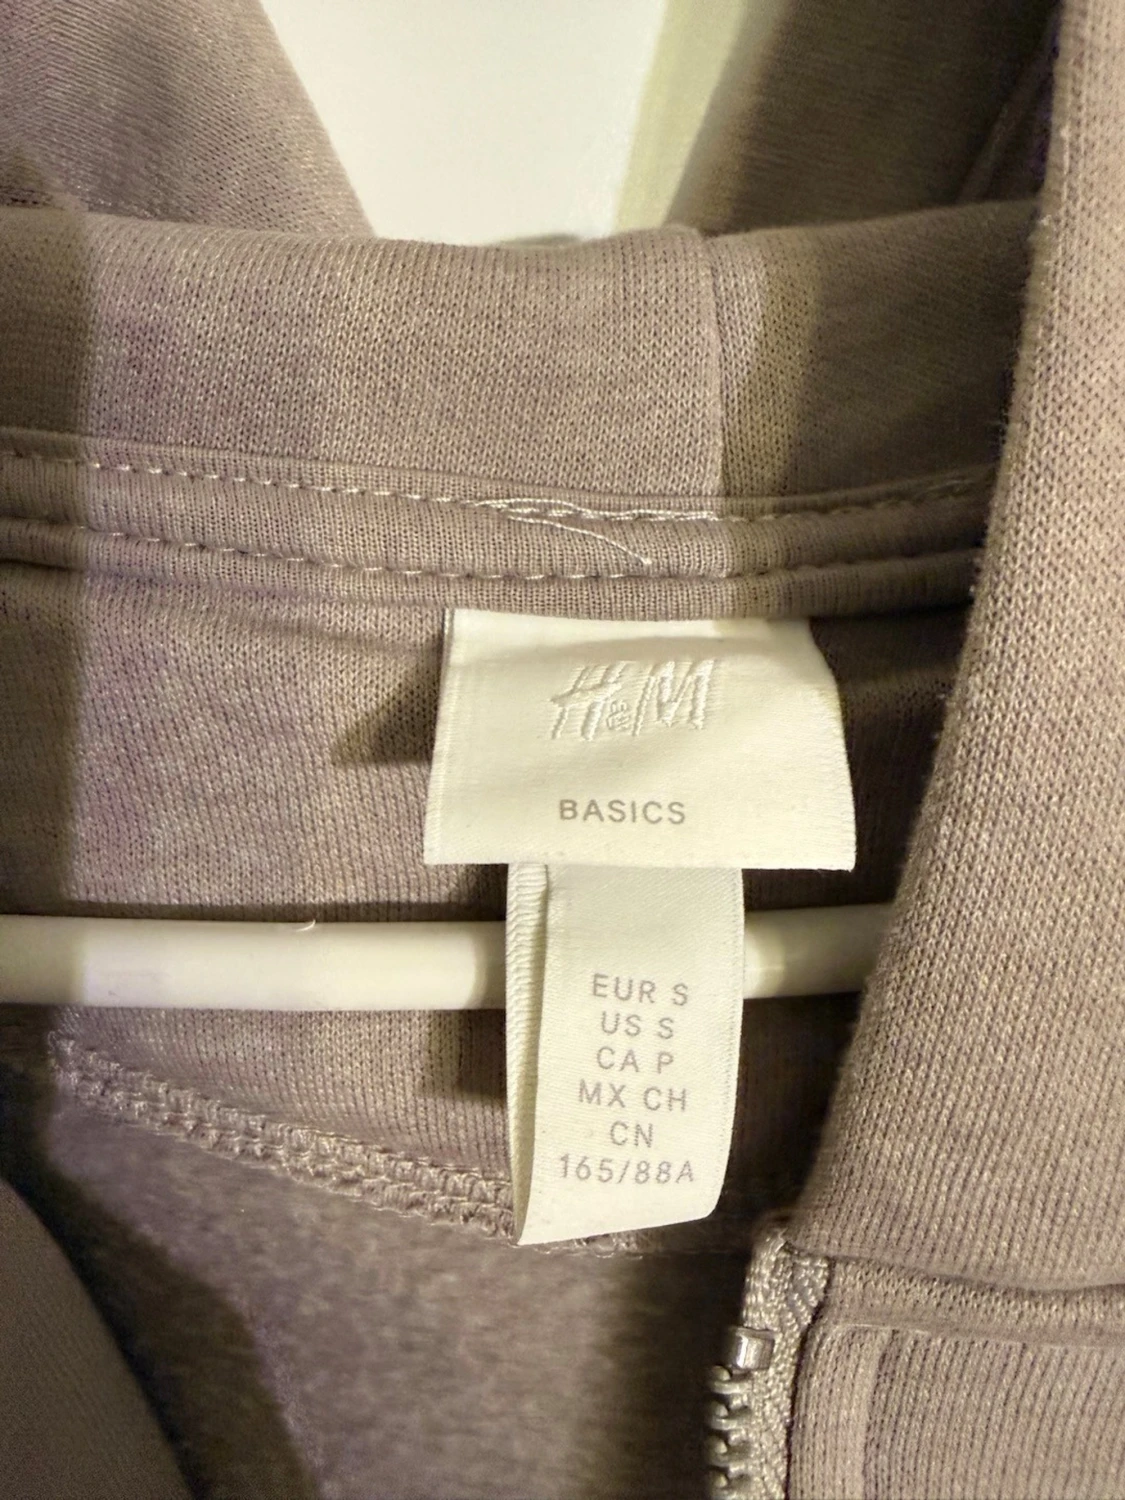 H&M
BASICS
EUR S
US S
CA P
MX CH
CN
165/88A